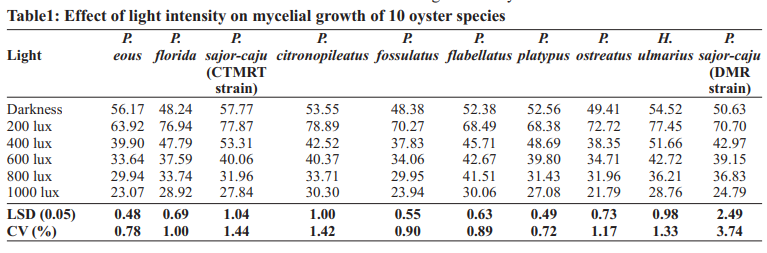 Table1: Effect of light intensity on mycelial growth of 10 oyster species
P. P. P. P. P. P. P. P. H. P.
Light eous florida sajor-caju citronopileatus fossulatus flabellatus platypus ostreatus ulmarius sajor-caju
(CTMRT (DMR
strain) strain)
Darkness 56.17 48.24 57.77 53.55 48.38 52.38 52.56 49.41 54.52 50.63
200 lux 63.92 76.94 77.87 78.89 70.27 68.49 68.38 72.72 77.45 70.70
400 lux 39.90 47.79 53.31 42.52 37.83 45.71 48.69 38.35 51.66 42.97
600 lux 33.64 37.59 40.06 40.37 34.06 42.67 39.80 34.71 42.72 39.15
800 lux 29.94 33.74 31.96 33.71 29.95 41.51 31.43 31.96 36.21 36.83
1000 lux 23.07 28.92 27.84 30.30 23.94 30.06 27.08 21.79 28.76 24.79
LSD (0.05) 0.48 0.69 1.04 1.00 0.55 0.63 0.49 0.73 0.98 2.49
CV (%) 0.78 1.00 1.44 1.42 0.90 0.89 0.72 1.17 1.33 3.74